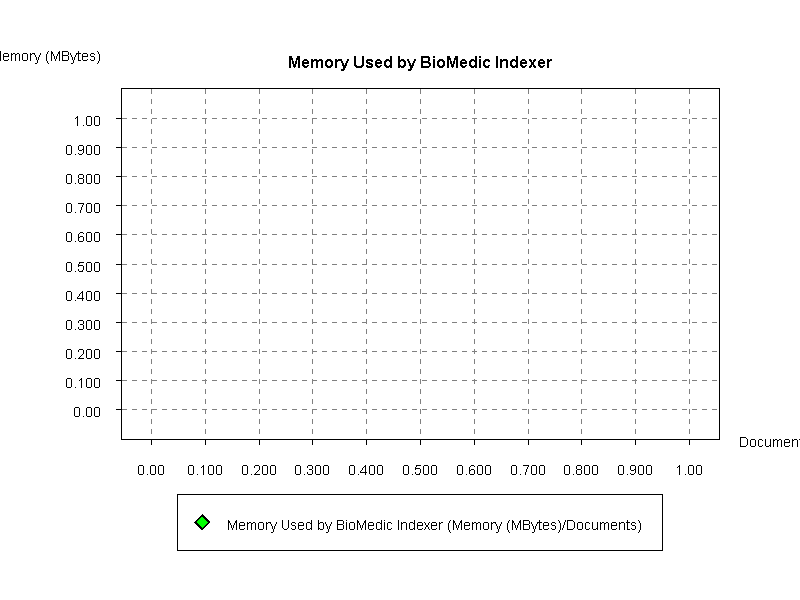 emory (MBytes)
Memory Used by BioMedic Indexer
1.00
0.900
0.800
0.700
0.600
0.500
0.400
0.300
0.200
0.100
0.00
Document
0.00 0.100 0.200 0.300 0.400 0.500 0.600 0.700 0.800 0.900 1.00
Memory Used by BioMedic Indexer (Memory (MBytes)/Documents)